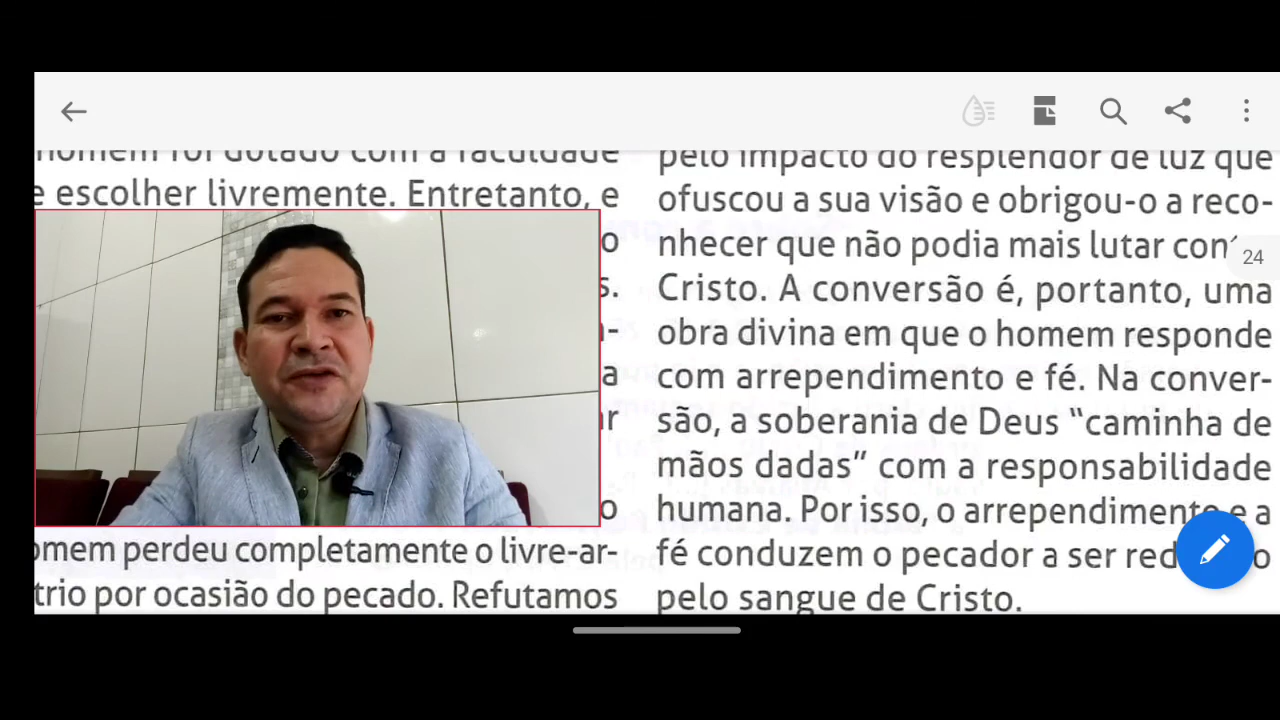 homem foi dotado com a faculdade
e escolher livremente. Entretanto, e
o
s.
a
r
o
omem perdeu completamente o livre-ar-
trio por ocasião do pecado. Refutamos
pelo impacto do resplendor de luz que
ofuscou a sua visão e obrigou-o a reco-
nhecer que não podia mais lutar con
Cristo. A conversão é, portanto, uma
obra divina em que o homem responde
com arrependimento e fé. Na conver-
são, a soberania de Deus “caminha de
mãos dadas” com a responsabilidade
humana. Por isso, o arrependimento e a
fé conduzem o pecador a ser red o
pelo sangue de Cristo.
24